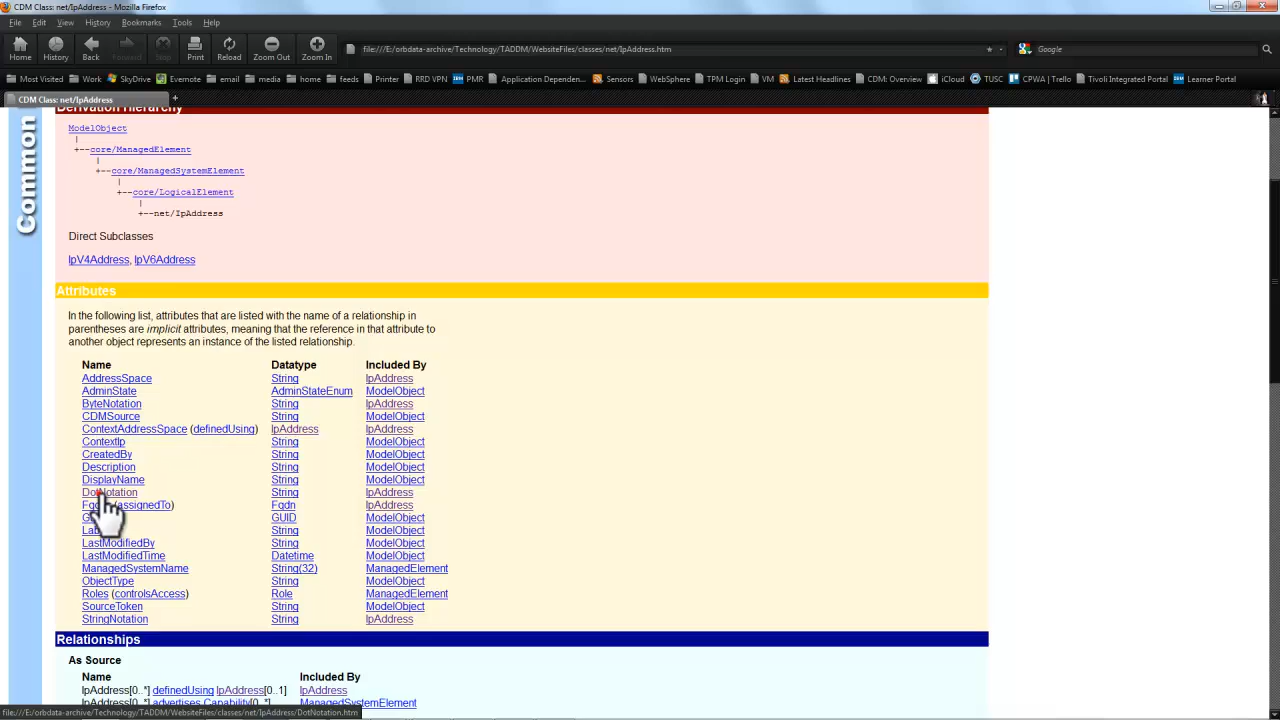 CDM Class: net/IpAddress - Mozilla Firefox
File Edit View History Bookmarks Tools Help
Home History Back Forward Stop Print Reload Zoom Out Zoom In
file:///E:/orbdata-archive/Technology/TADDM/WebsiteFiles/classes/net/IpAddress.htm
Google
Most Visited Work SkyDrive Evernote email media home feeds Printer RRD VPN PMR Application Dependen... Sensors WebSphere TPM Login VM Latest Headlines CDM: Overview iCloud TUSC CPWA | Trello Tivoli Integrated Portal Learner Portal
CDM Class: net/IpAddress
Common
Derivation Hierarchy
ModelObject
|
+--core/ManagedElement
|
+--core/ManagedSystemElement
|
+--core/LogicalElement
|
+--net/IpAddress
Direct Subclasses
IpV4Address, IpV6Address
Attributes
In the following list, attributes that are listed with the name of a relationship in
parentheses are implicit attributes, meaning that the reference in that attribute to
another object represents an instance of the listed relationship.
Name Datatype Included By
AddressSpace String IpAddress
AdminState AdminStateEnum ModelObject
ByteNotation String IpAddress
CDMSource String ModelObject
ContextAddressSpace (definedUsing) IpAddress IpAddress
ContextIp String ModelObject
CreatedBy String ModelObject
Description String ModelObject
DisplayName String ModelObject
DotNotation String IpAddress
Fqdn (assignedTo) Fqdn IpAddress
GUID ModelObject
String ModelObject
LastModifiedBy String ModelObject
LastModifiedTime Datetime ModelObject
ManagedSystemName String(32) ManagedElement
ObjectType String ModelObject
Roles (controlsAccess) Role ManagedElement
SourceToken String ModelObject
StringNotation String IpAddress
Relationships
As Source
Name Included By
IpAddress[0..*] definedUsing IpAddress[0..1] IpAddress
IpAddress[0..*] advertises Capability[0..*] ManagedSystemElement
file:///E:/orbdata-archive/Technology/TADDM/WebsiteFiles/classes/net/IpAddress/DotNotation.htm